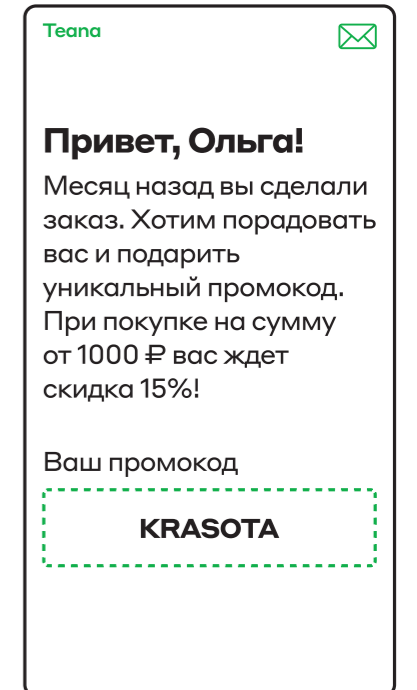 Teana
Привет, Ольга!
Месяц назад вы сделали
заказ. Хотим порадовать
вас и подарить
уникальный промокод.
При покупке на сумму
от 1000 ₽ вас ждет
скидка 15%!
Ваш промокод
KRASOTA